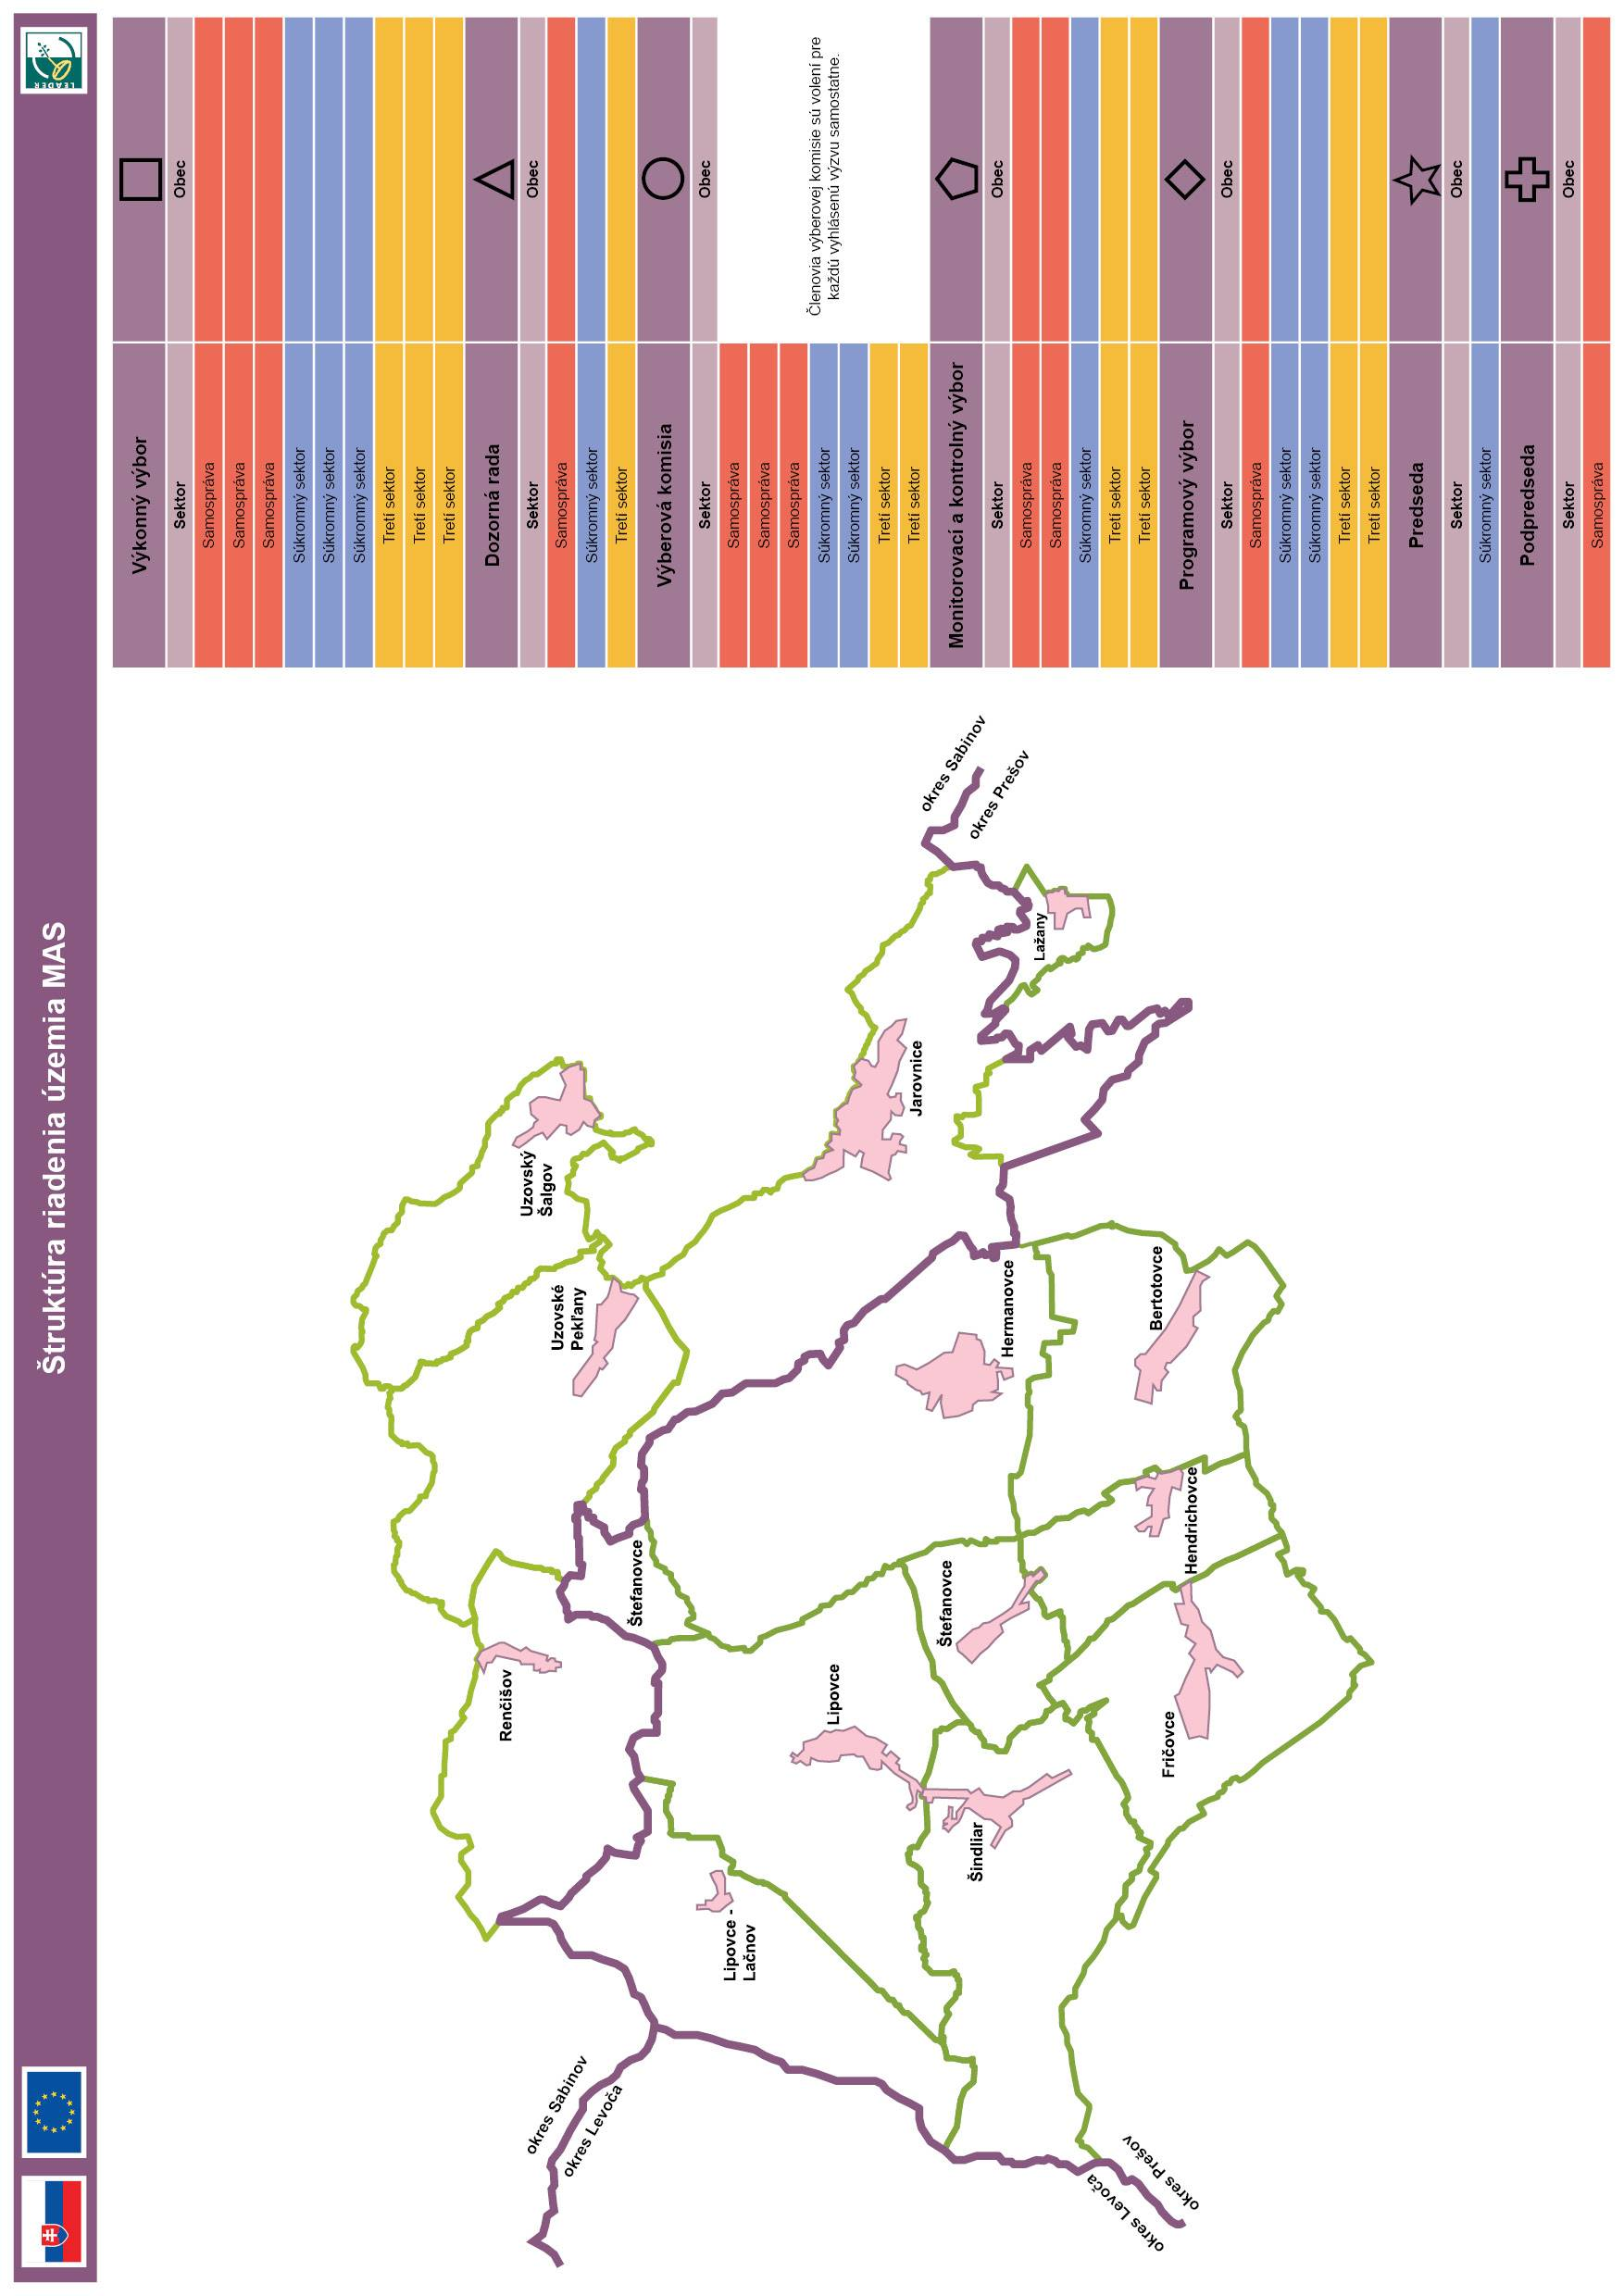 Štruktúra riadenia územia MAS
LEADER
Výkonný výbor
Sektor Obec
Samospráva
Samospráva
Samospráva
Súkromný sektor
Súkromný sektor
Súkromný sektor
Tretí sektor
Tretí sektor
Tretí sektor
Dozorná rada
Sektor Obec
Samospráva
Súkromný sektor
Tretí sektor
Výberová komisia
Sektor Obec
Samospráva
Samospráva
Samospráva
Súkromný sektor
Súkromný sektor
Tretí sektor
Tretí sektor
Členovia výberovej komisie sú volení pre
každú vyhlásenú výzvu samostatne.
Monitorovací a kontrolný výbor
Sektor Obec
Samospráva
Samospráva
Súkromný sektor
Tretí sektor
Tretí sektor
Programový výbor
Sektor Obec
Samospráva
Súkromný sektor
Súkromný sektor
Tretí sektor
Tretí sektor
Predseda
Sektor Obec
Súkromný sektor
Podpredseda
Sektor Obec
Samospráva
okres Sabinov
okres Levoča
Renčišov
Uzovský
Šalgov
Uzovské
Pekľany
Štefanovce
Lipovce -
Lačnov
Lipovce
Jarovnice
okres Sabinov
okres Prešov
Štefanovce
Šindliar
Hermanovce
Lažany
Bertotovce
Fričovce
Hendrichovce
okres Prešov
okres Levoča